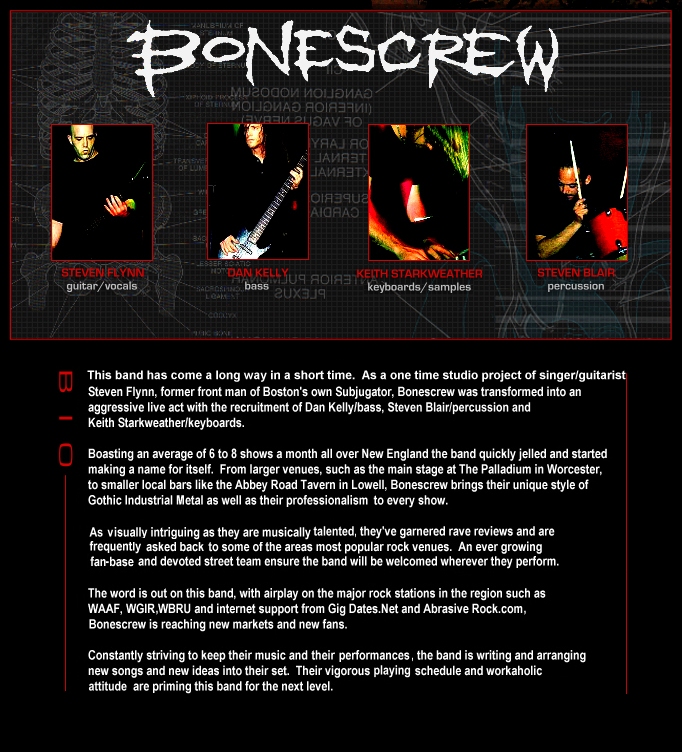 BONESCREW
GANGLION NODOSUM
(INFERIOR GANGLION
OF VAGUS NERVE)
PLEXUS
STEVEN FLYNN
guitar/vocals
DAN KELLY
bass
KEITH STARKWEATHER
keyboards/samples
STEVEN BLAIR
percussion
BIO
This band has come a long way in a short time.  As a one time studio project of singer/guitarist
Steven Flynn, former front man of Boston's own Subjugator, Bonescrew was transformed into an
aggressive live act with the recruitment of Dan Kelly/bass, Steven Blair/percussion and
Keith Starkweather/keyboards.
Boasting an average of 6 to 8 shows a month all over New England the band quickly jelled and started
making a name for itself.  From larger venues, such as the main stage at The Palladium in Worcester,
to smaller local bars like the Abbey Road Tavern in Lowell, Bonescrew brings their unique style of
Gothic Industrial Metal as well as their professionalism  to every show.
As visually intriguing as they are musically talented, they've garnered rave reviews and are
frequently asked back to some of the areas most popular rock venues.  An ever growing
fan-base and devoted street team ensure the band will be welcomed wherever they perform.
The word is out on this band, with airplay on the major rock stations in the region such as
WAAF, WGIR,WBRU and internet support from Gig Dates.Net and Abrasive Rock.com,
Bonescrew is reaching new markets and new fans.
Constantly striving to keep their music and their performances, the band is writing and arranging
new songs and new ideas into their set.  Their vigorous playing schedule and workaholic
attitude  are priming this band for the next level.